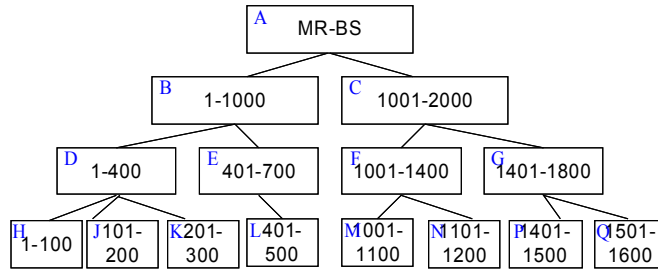 A MR-BS
B 1-1000
C 1001-2000
D 1-400
E 401-700
F 1001-1400
G 1401-1800
H 1-100
J 101-
200
K 201-
300
L 401-
500
M 1001-
1100
N 1101-
1200
P 1401-
1500
Q 1501-
1600